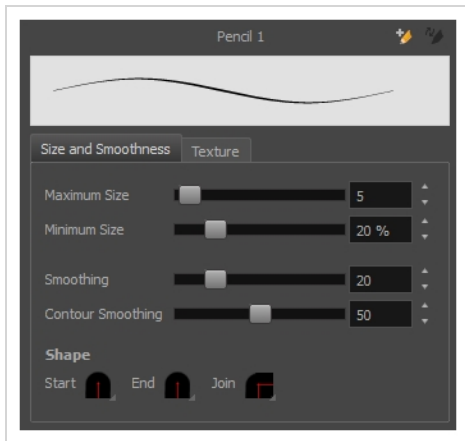 Pencil 1
Size and Smoothness Texture
Maximum Size 5
Minimum Size 20 %
Smoothing 20
Contour Smoothing 50
Shape
Start End Join